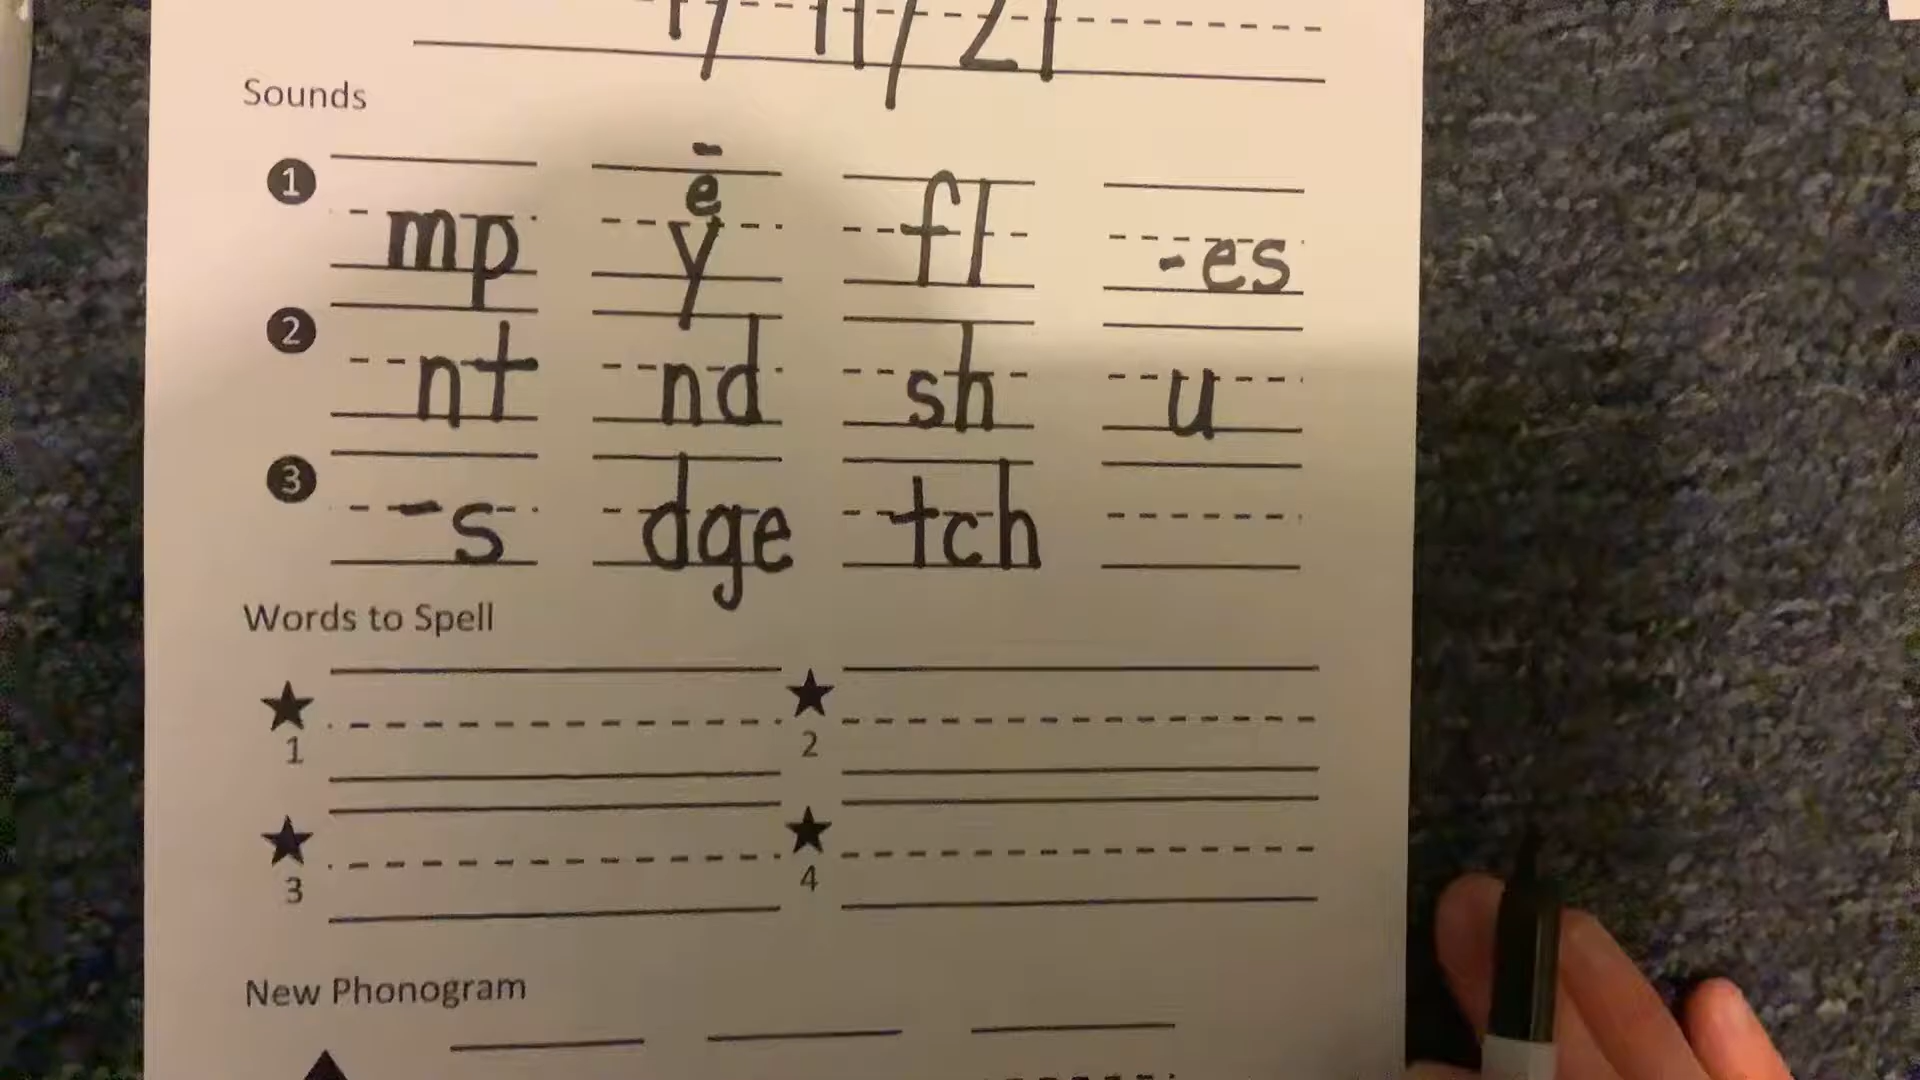 Sounds
1 mp ē y fl -es
2 nt nd sh u
3 -s dge tch
Words to Spell
1 2
3 4
New Phonogram